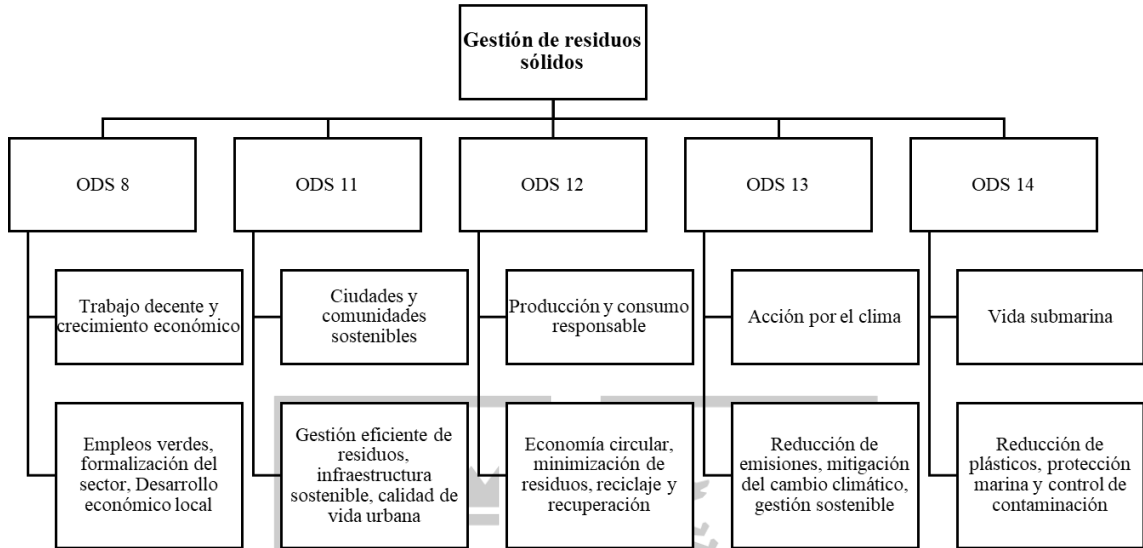 Gestión de residuos
sólidos
ODS 8
ODS 11
ODS 12
ODS 13
ODS 14
Trabajo decente y
crecimiento económico
Ciudades y
comunidades
sostenibles
Producción y consumo
responsable
Acción por el clima
Vida submarina
Empleos verdes,
formalización del
sector, Desarrollo
económico local
Gestión eficiente de
residuos,
infraestructura
sostenible, calidad de
vida urbana
Economía circular,
minimización de
residuos, reciclaje y
recuperación
Reducción de
emisiones, mitigación
del cambio climático,
gestión sostenible
Reducción de
plásticos, protección
marina y control de
contaminación